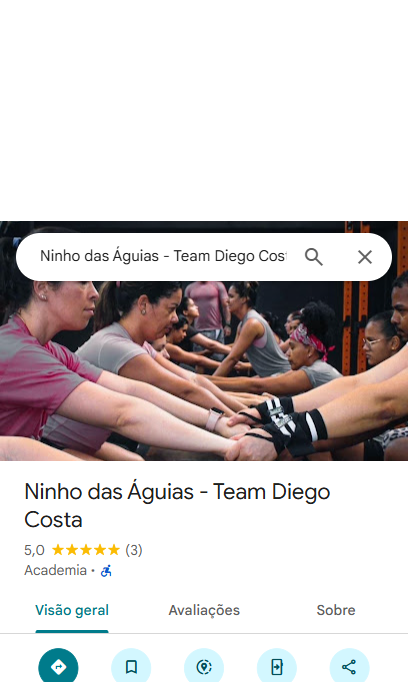 Ninho das Águias - Team Diego Cost
Ninho das Águias - Team Diego
Costa
5,0 ★★★★★ (3)
Academia ·
Visão geral Avaliações Sobre